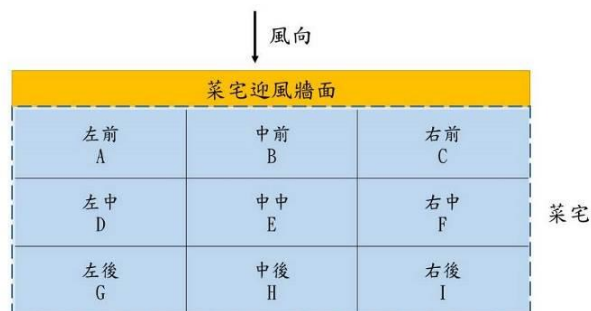 風向
菜宅迎風牆面
左前 中前 右前
A B C
左中 中中 右中
D E F
菜宅
左後 中後 右後
G H I